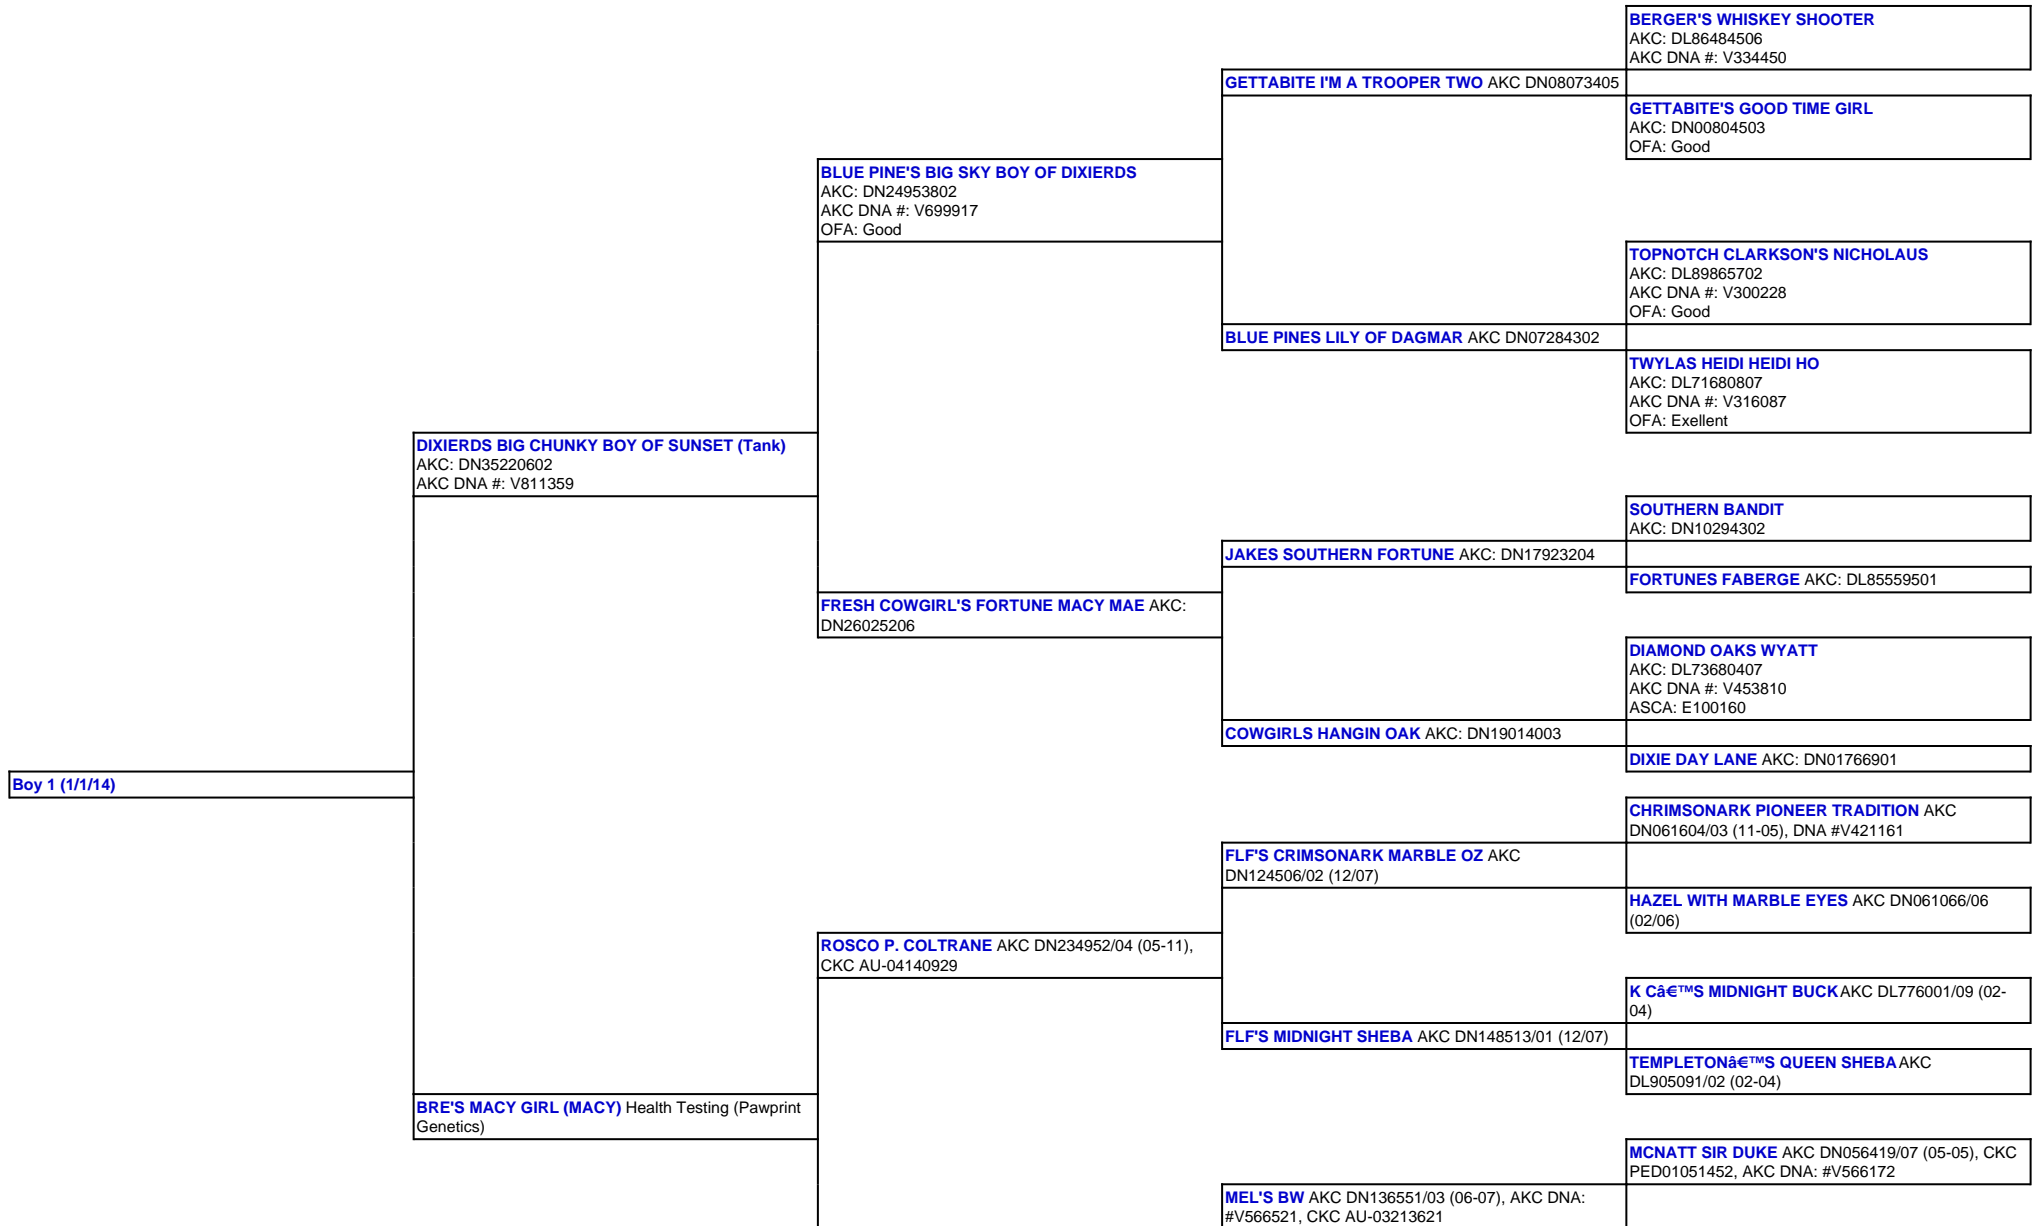 BERGER'S WHISKEY SHOOTER
AKC: DL86484506
AKC DNA #: V334450
GETTABITE I'M A TROOPER TWO AKC DN08073405
GETTABITE'S GOOD TIME GIRL
AKC: DN00804503
OFA: Good
BLUE PINE'S BIG SKY BOY OF DIXIERDS
AKC: DN24953802
AKC DNA #: V699917
OFA: Good
TOPNOTCH CLARKSON'S NICHOLAUS
AKC: DL89865702
AKC DNA #: V300228
OFA: Good
BLUE PINES LILY OF DAGMAR AKC DN07284302
TWYLAS HEIDI HEIDI HO
AKC: DL71680807
AKC DNA #: V316087
OFA: Exellent
DIXIERDS BIG CHUNKY BOY OF SUNSET (Tank)
AKC: DN35220602
AKC DNA #: V811359
SOUTHERN BANDIT
AKC: DN10294302
JAKES SOUTHERN FORTUNE AKC: DN17923204
FORTUNES FABERGE AKC: DL85559501
FRESH COWGIRL'S FORTUNE MACY MAE AKC:
DN26025206
DIAMOND OAKS WYATT
AKC: DL73680407
AKC DNA #: V453810
ASCA: E100160
COWGIRLS HANGIN OAK AKC: DN19014003
DIXIE DAY LANE AKC: DN01766901
Boy 1 (1/1/14)
CHRIMSONARK PIONEER TRADITION AKC
DN061604/03 (11-05), DNA #V421161
FLF'S CRIMSONARK MARBLE OZ AKC
DN124506/02 (12/07)
HAZEL WITH MARBLE EYES AKC DN061066/06
(02/06)
ROSCO P. COLTRANE AKC DN234952/04 (05-11),
CKC AU-04140929
K Câ€™S MIDNIGHT BUCK AKC DL776001/09 (02-
04)
FLF'S MIDNIGHT SHEBA AKC DN148513/01 (12/07)
TEMPLETONâ€™S QUEEN SHEBA AKC
DL905091/02 (02-04)
BRE'S MACY GIRL (MACY) Health Testing (Pawprint
Genetics)
MCNATT SIR DUKE AKC DN056419/07 (05-05), CKC
PED01051452, AKC DNA: #V566172
MEL'S BW AKC DN136551/03 (06-07), AKC DNA:
#V566521, CKC AU-03213621